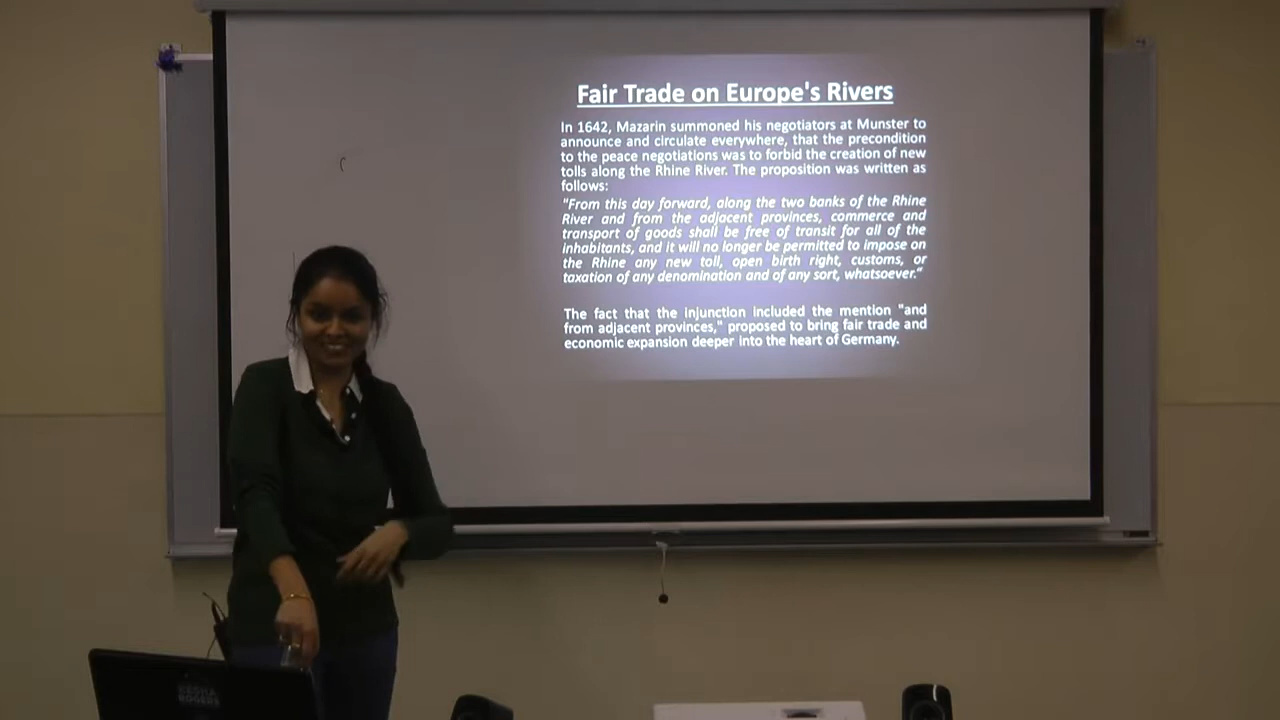 Fair Trade on Europe's Rivers
In 1642, Mazarin summoned his negotiators at Munster to
announce and circulate everywhere, that the precondition
to the peace negotiations was to forbid the creation of new
tolls along the Rhine River. The proposition was written as
follows:
"From this day forward, along the two banks of the Rhine
River and from the adjacent provinces, commerce and
transport of goods shall be free of transit for all of the
inhabitants, and it will no longer be permitted to impose on
the Rhine any new toll, open birth right, customs, or
taxation of any denomination and of any sort, whatsoever."
The fact that the injunction included the mention "and
from adjacent provinces," proposed to bring fair trade and
economic expansion deeper into the heart of Germany.
KESHA
ROGERS